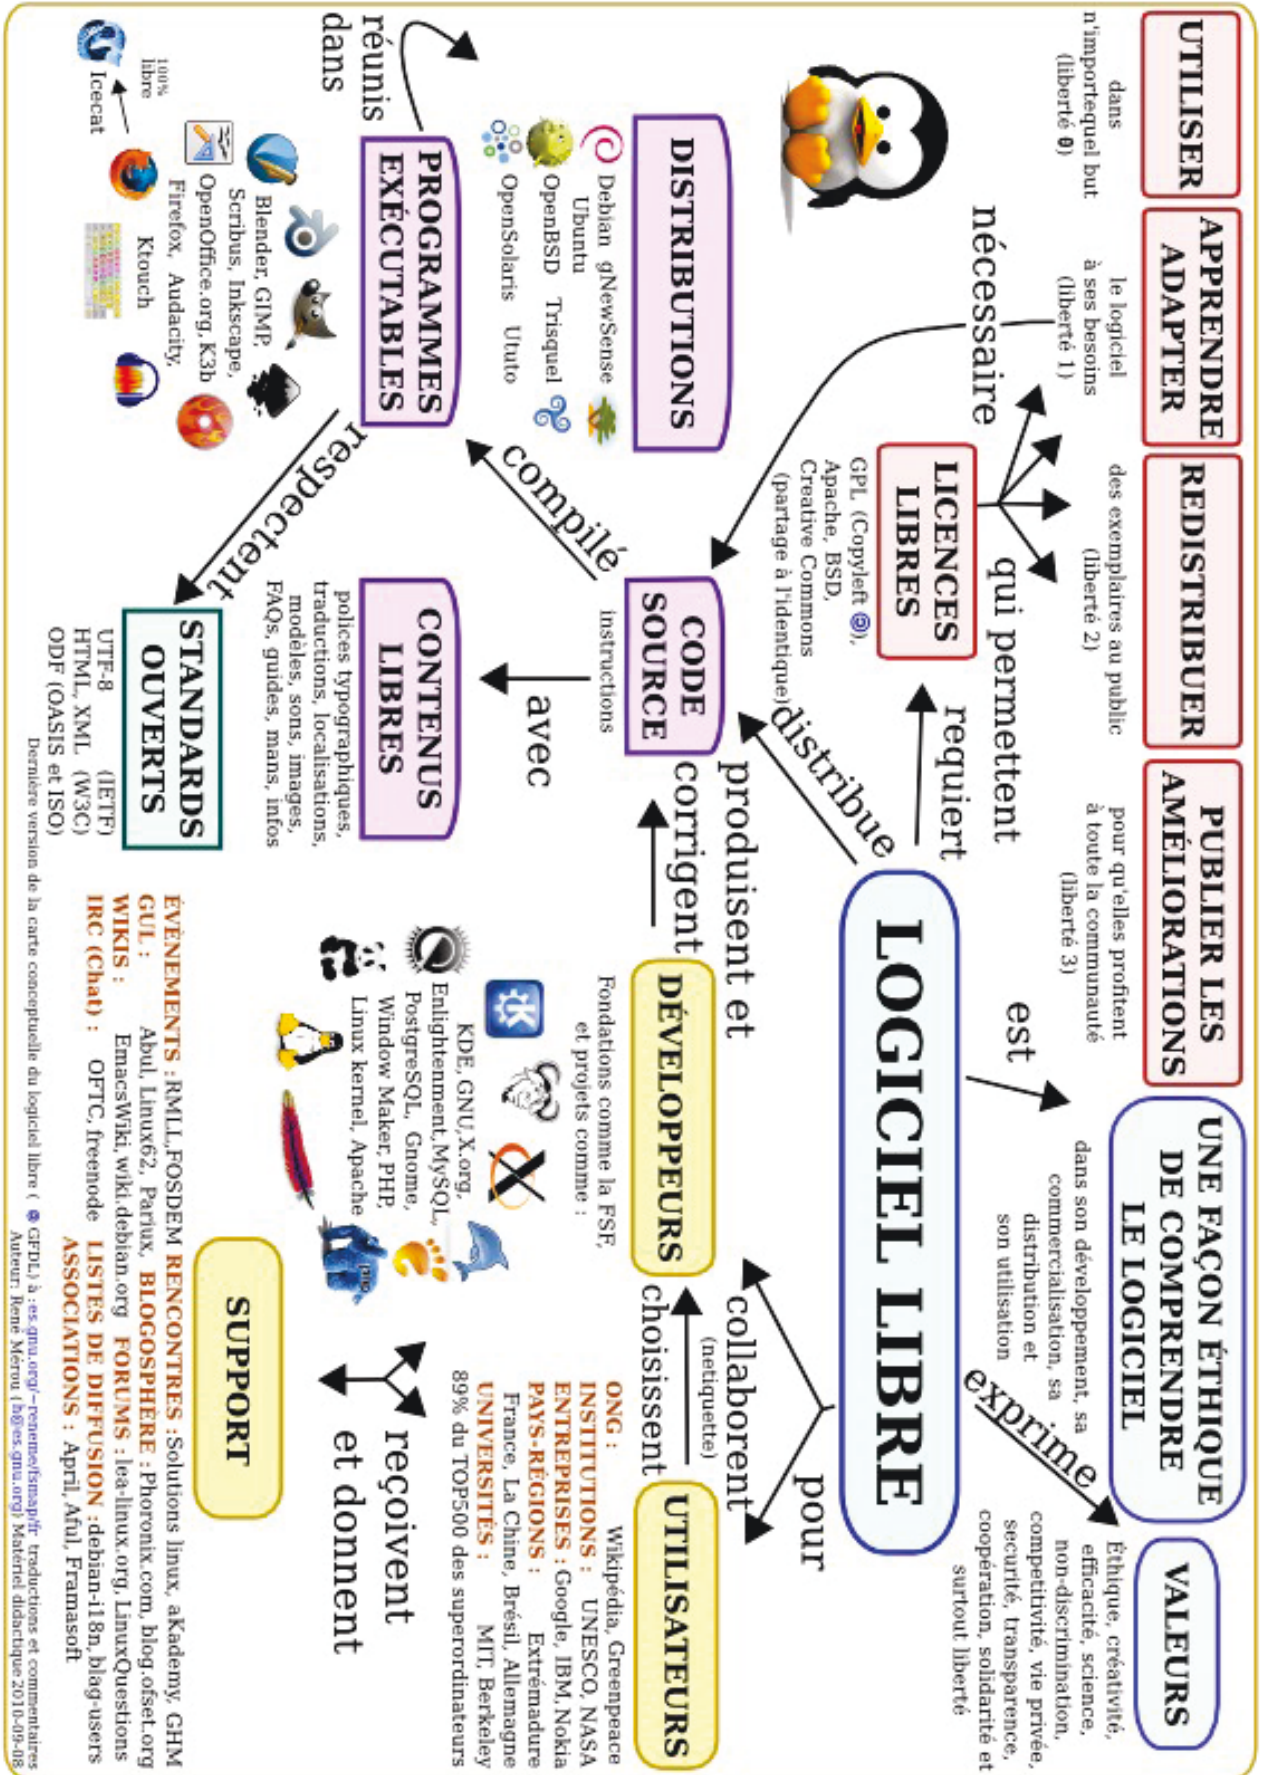 UTILISER
dans
n'importequel but
(liberté 0)
APPRENDRE
ADAPTER
le logiciel
à ses besoins
(liberté 1)
REDISTRIBUER
des exemplaires au public
(liberté 2)
PUBLIER LES
AMÉLIORATIONS
pour qu'elles profitent
à toute la communauté
(liberté 3)
UNE FAÇON ÉTHIQUE
DE COMPRENDRE
LE LOGICIEL
dans son développement, sa
commercialisation, sa
distribution et
son utilisation
VALEURS
Éthique, créativité,
efficacité, science,
non-discrimination,
competitivité, vie privée,
securité, transparence,
coopération, solidarité et
surtout liberté
nécessaire
qui permettent
est
exprime
LICENCES
LIBRES
GPL (Copyleft),
Apache, BSD,
Creative Commons
(partage à l'identique)
requiert
LOGICIEL LIBRE
distribue
pour
DISTRIBUTIONS
Debian gNewSense
Ubuntu
OpenBSD Trisquel
OpenSolaris Ututo
CODE
SOURCE
instructions
produisent et
corrigent
DÉVELOPPEURS
Fondations comme la FSF,
et projets comme :
KDE, GNU,X.org,
Enlightenment,MySQL,
PostgreSQL, Gnome,
Window Maker, PHP,
Linux kernel, Apache
php
collaborent
(netiquette)
choisissent
UTILISATEURS
ONG : Wikipédia, Greenpeace
INSTITUTIONS : UNESCO, NASA
ENTREPRISES : Google, IBM,Nokia
PAYS-RÉGIONS : Extrémadure
France, La Chine, Brésil, Allemagne
UNIVERSITÉS : MIT, Berkeley
89% du TOP500 des superordinateurs
réunis
dans
PROGRAMMES
EXÉCUTABLES
Blender, GIMP,
Scribus, Inkscape,
OpenOffice.org, K3b
Firefox, Audacity,
Ktouch
100%
libre
Icecat
compilé
avec
CONTENUS
LIBRES
polices typographiques,
traductions, localisations,
modèles, sons, images,
FAQs, guides, mans, infos
respectent
STANDARDS
OUVERTS
UTF-8 (IETF)
HTML, XML (W3C)
ODF (OASIS et ISO)
reçoivent
et donnent
SUPPORT
ÉVÈNEMENTS : RMLL,FOSDEM RENCONTRES : Solutions linux, aKademy, GHM
GUL : Abul, Linux62, Pariux, BLOGOSPHÈRE : Phoronix.com, blog.ofset.org
WIKIS : EmacsWiki,wiki.debian.org FORUMS : lea-linux.org, LinuxQuestions
IRC (Chat) : OFTC, freenode LISTES DE DIFFUSION :debian-i18n, blag-users
ASSOCIATIONS : April, Aful, Framasoft
Dernière version de la carte conceptuelle du logiciel libre ( GFDL) à :es.gnu.org/~reneme/fsmap/fr traductions et commentaires
Auteur: René Mérou (h@es.gnu.org) Matériel didactique 2010-09-08